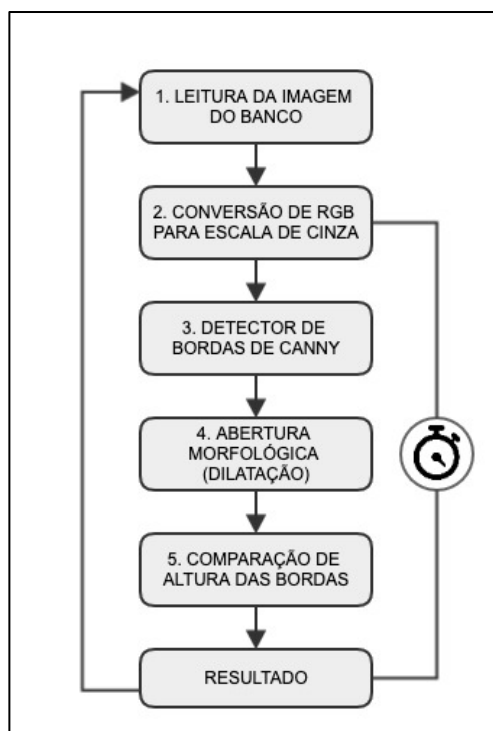 1. LEITURA DA IMAGEM
DO BANCO
2. CONVERSÃO DE RGB
PARA ESCALA DE CINZA
3. DETECTOR DE
BORDAS DE CANNY
4. ABERTURA
MORFOLÓGICA
(DILATAÇÃO)
5. COMPARAÇÃO DE
ALTURA DAS BORDAS
RESULTADO